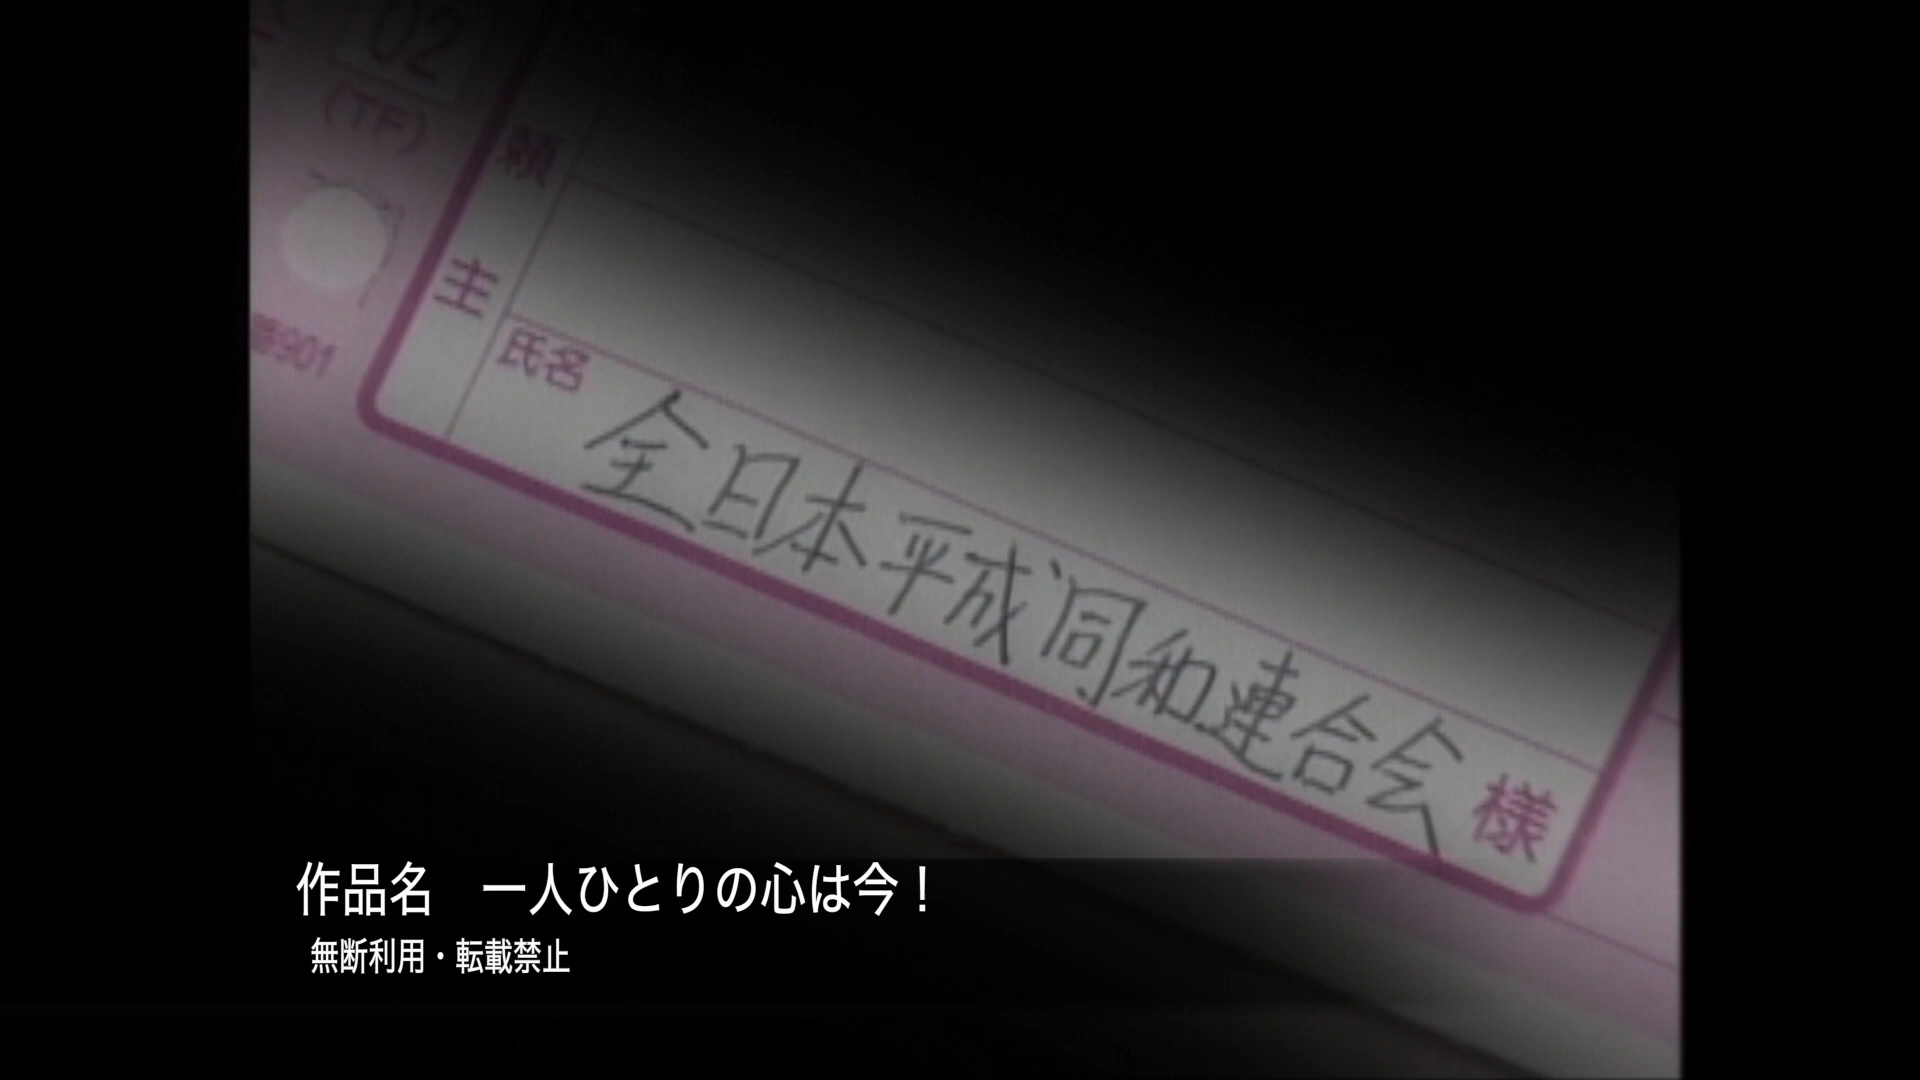 02
(TF)
頼
主
901
氏名
全日本平成同和連合会 様
作品名　一人ひとりの心は今！
無断利用・転載禁止